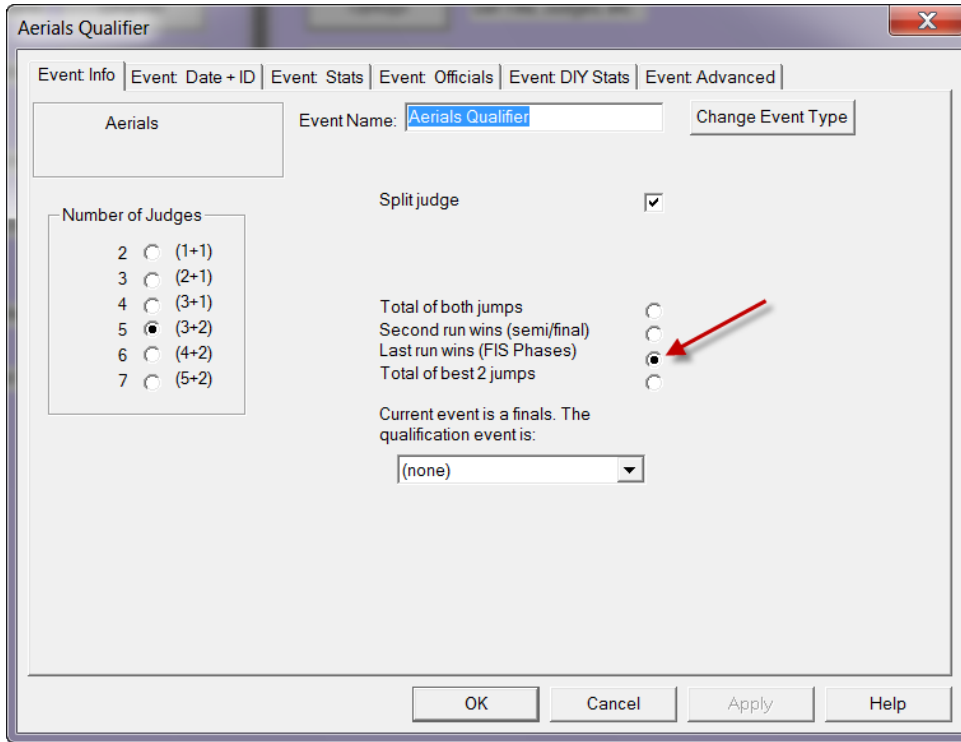 Aerials Qualifier
X
Event: Info Event: Date + ID Event: Stats Event: Officials Event: DIY Stats Event: Advanced
Aerials
Event Name: Aerials Qualifier
Change Event Type
Split judge
Number of Judges
2 (1+1)
3 (2+1)
4 (3+1)
5 (3+2)
6 (4+2)
7 (5+2)
Total of both jumps
Second run wins (semi/final)
Last run wins (FIS Phases)
Total of best 2 jumps
Current event is a finals. The
qualification event is:
(none)
OK Cancel Apply Help